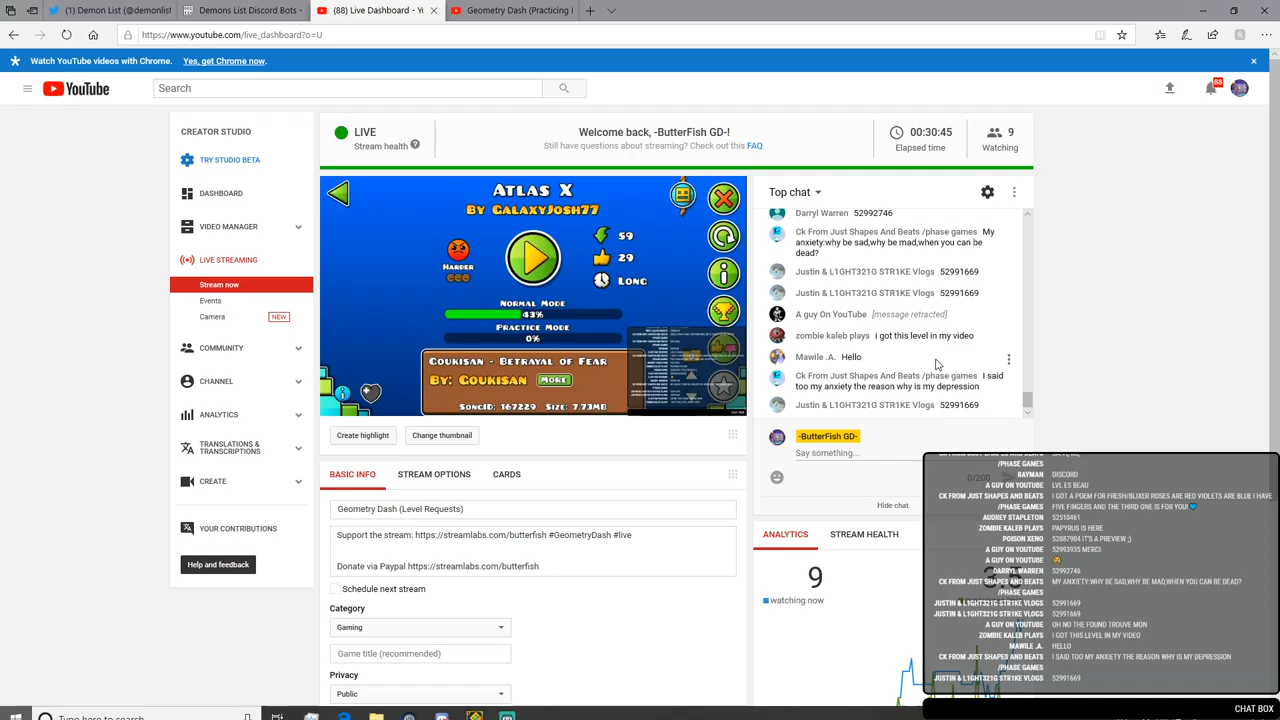 1) Demon List (@demonlist
DeniLson Discord Bots -
(88) Live Dashboard - Yo
Geometry Dash (Practicing I
https://www.youtube.com/live_dashboard?o=U
Watch YouTube videos with Chrome. Yes, get Chrome now.
YouTube
Search
88
CREATOR STUDIO
TRY STUDIO BETA
DASHBOARD
VIDEO MANAGER
LIVE STREAMING
Stream now
Events
Camera
NEW
COMMUNITY
CHANNEL
ANALYTICS
TRANSLATIONS &
TRANSCRIPTIONS
CREATE
YOUR CONTRIBUTIONS
Help and feedback
LIVE
Stream health
Welcome back, -ButterFish GD-!
Still have questions about streaming? Check out this FAQ.
00:30:45
Elapsed time
9
Watching
Atlas X
By GalaxyJosh77
Harder
59
29
Long
Normal Mode
43%
Practice Mode
0%
Goukisan - Betrayal of Fear
By: Goukisan
More
SongID: 167229 Size: 7.73MB
Create highlight
Change thumbnail
BASIC INFO
STREAM OPTIONS
CARDS
Geometry Dash (Level Requests)
Support the stream: https://streamlabs.com/butterfish #GeometryDash #live
Donate via Paypal https://streamlabs.com/butterfish
Schedule next stream
Category
Gaming
Game title (recommended)
Privacy
Public
Top chat
Darryl Warren 52992746
Ck From Just Shapes And Beats /phase games My
anxiety:why be sad,why be mad,when you can be
dead?
Justin & L1GHT321G STR1KE Vlogs 52991669
Justin & L1GHT321G STR1KE Vlogs 52991669
A guy On YouTube [message retracted]
zombie kaleb plays i got this level in my video
Mawile .A. Hello
Ck From Just Shapes And Beats /phase games I said
too my anxiety the reason why is my depression
Justin & L1GHT321G STR1KE Vlogs 52991669
-ButterFish GD-
Say something...
0/200
Hide chat
ANALYTICS
STREAM HEALTH
9
watching now
/PHASE GAMES
RAYMAN DISCORD
A GUY ON YOUTUBE LVL ES BEAU
CK FROM JUST SHAPES AND BEATS I GOT A POEM FOR FRESH/BLIXER ROSES ARE RED VIOLETS ARE BLUE I HAVE
/PHASE GAMES FIVE FINGERS AND THE THIRD ONE IS FOR YOU!💙
AUDREY STAPLETON 52510461
ZOMBIE KALEB PLAYS PAPYRUS IS HERE
POISON XENO 52887904 IT'S A PREVIEW ;)
A GUY ON YOUTUBE 52993935 MERCI
A GUY ON YOUTUBE
DARRYL WARREN 52992746
CK FROM JUST SHAPES AND BEATS MY ANXIETY:WHY BE SAD,WHY BE MAD,WHEN YOU CAN BE DEAD?
/PHASE GAMES
JUSTIN & L1GHT321G STR1KE VLOGS 52991669
JUSTIN & L1GHT321G STR1KE VLOGS 52991669
A GUY ON YOUTUBE OH NO THE FOUND TROUVE MON
ZOMBIE KALEB PLAYS I GOT THIS LEVEL IN MY VIDEO
MAWILE .A. HELLO
CK FROM JUST SHAPES AND BEATS I SAID TOO MY ANXIETY THE REASON WHY IS MY DEPRESSION
/PHASE GAMES
JUSTIN & L1GHT321G STR1KE VLOGS 52991669
CHAT BOX
Type here to search